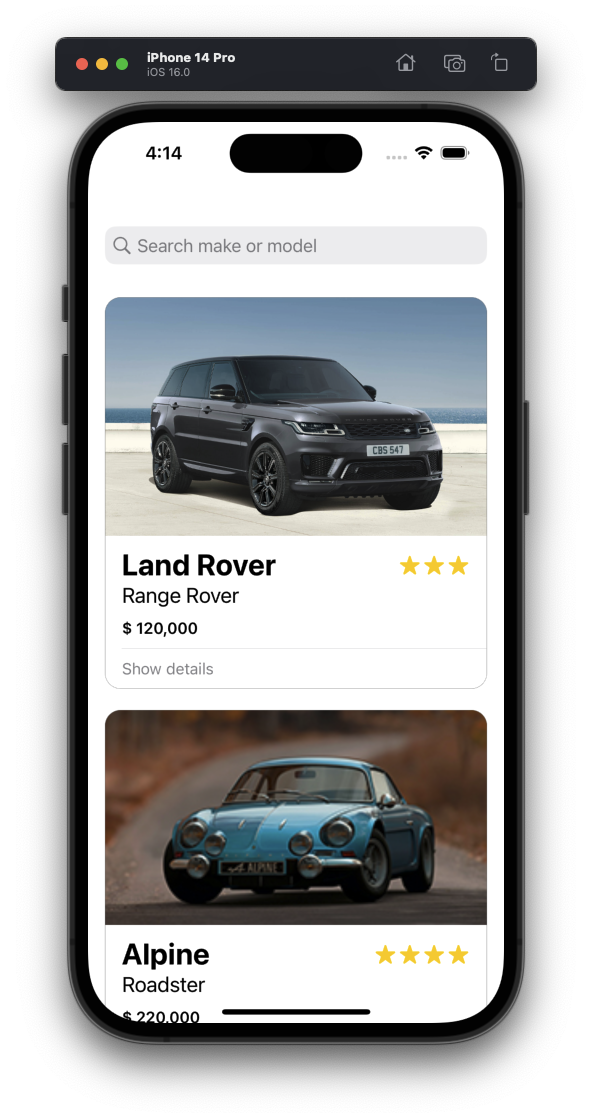 iPhone 14 Pro
iOS 16.0
4:14
Search make or model
CBS 547
Land Rover
Range Rover
$ 120,000
Show details
ALPINE
Alpine
Roadster
$ 220,000